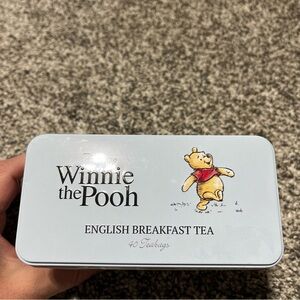 Winnie
the Pooh
ENGLISH BREAKFAST TEA
40 Teabags